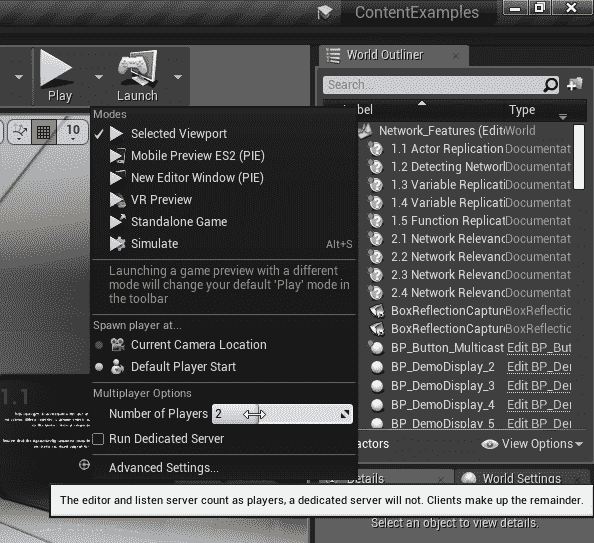 ContentExamples
Play
Launch
World Outliner
Search...
Label Type
Network_Features (Edit World
1.1 Actor Replication Documentat
1.2 Detecting Networl Documentat
1.3 Variable Replicati Documentat
1.4 Variable Replicati Documentat
1.5 Function Replicat Documentat
2.1 Network Relevanc Documentat
2.2 Network Relevanc Documentat
2.3 Network Relevanc Documentat
2.4 Network Relevanc Documentat
BoxReflectionCapture BoxReflectic
BoxReflectionCapture BoxReflectic
BP_Button_Multicast Edit BP_But
BP_DemoDisplay_2 Edit BP_Der
BP_DemoDisplay_3 Edit BP_Der
BP_DemoDisplay_4 Edit BP_Der
BP_DemoDisplay_5 Edit BP_Der
actors View Options
Details World Settings
Select an object to view details.
10
Modes
Selected Viewport
Mobile Preview ES2 (PIE)
New Editor Window (PIE)
VR Preview
Standalone Game
Simulate Alt+S
Launching a game preview with a different
mode will change your default 'Play' mode in
the toolbar
Spawn player at...
Current Camera Location
Default Player Start
Multiplayer Options
Number of Players 2
Run Dedicated Server
Advanced Settings...
The editor and listen server count as players, a dedicated server will not. Clients make up the remainder.
1.1